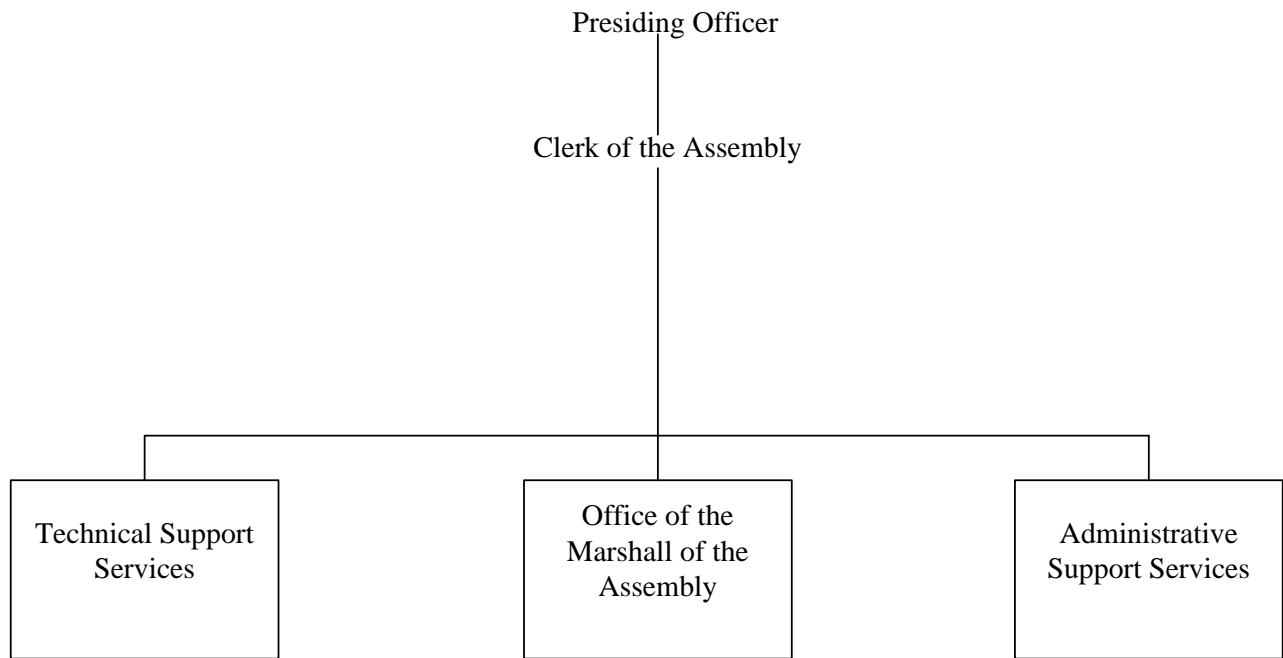 Presiding Officer
Clerk of the Assembly
Technical Support
Services
Office of the
Marshall of the
Assembly
Administrative
Support Services